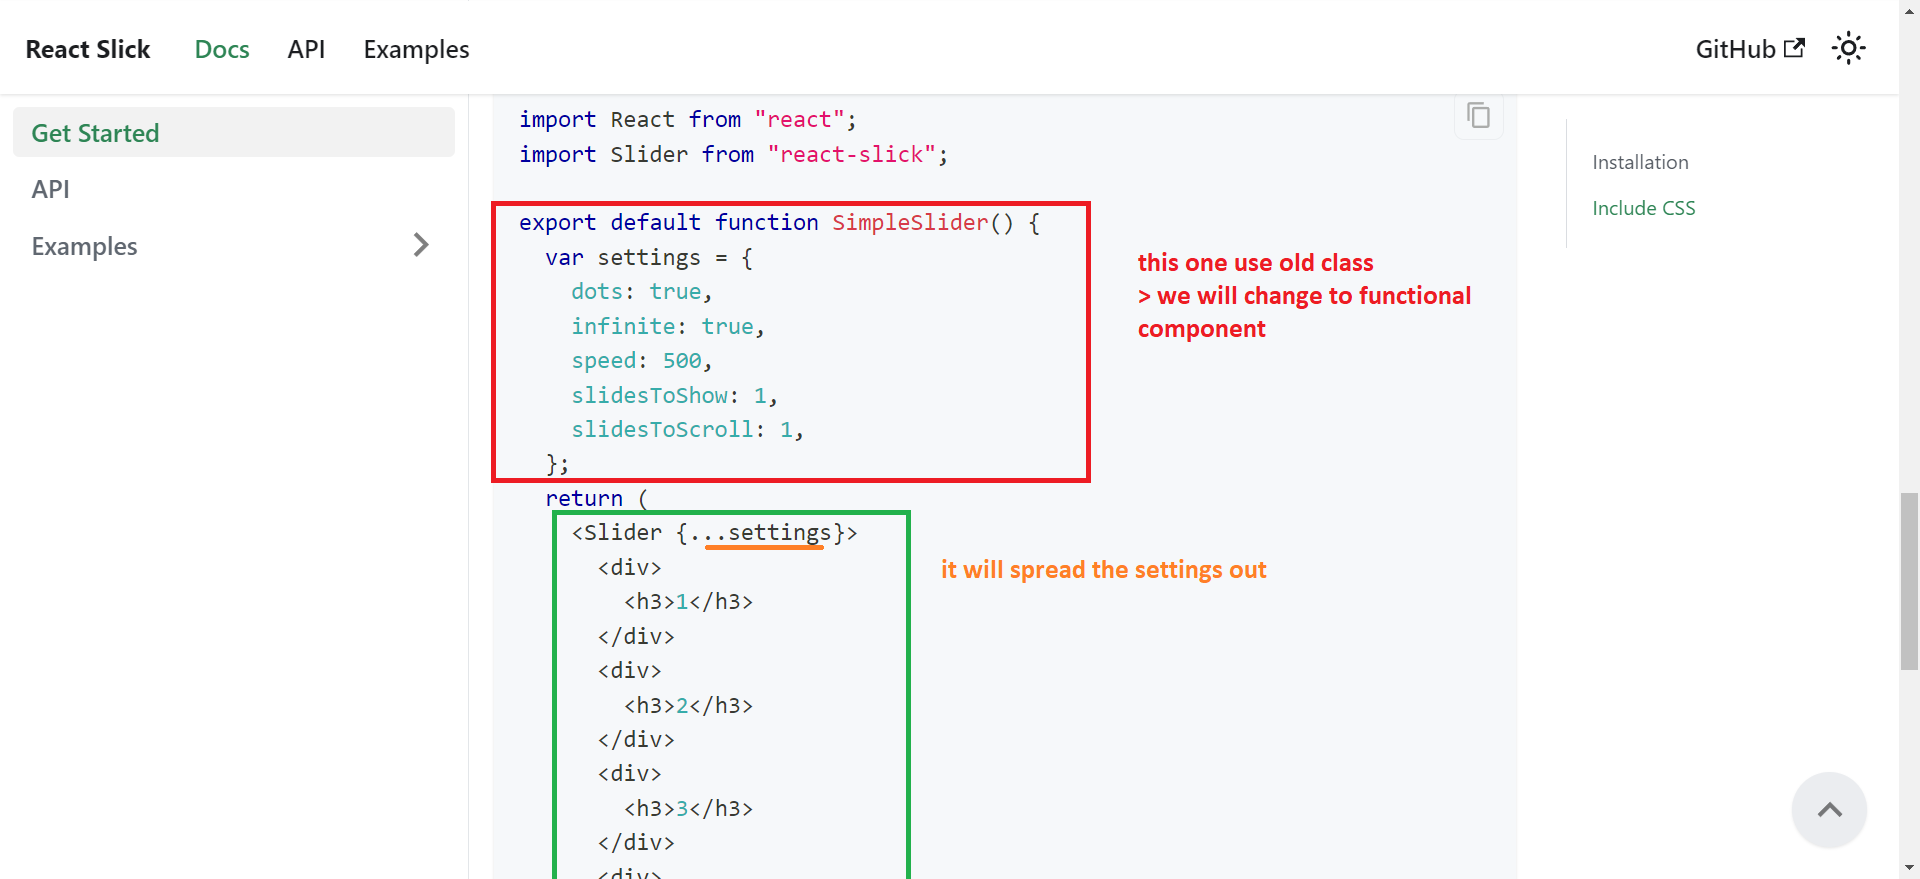 React Slick Docs API Examples GitHub
Get Started
API
Examples
import React from "react";
import Slider from "react-slick";
export default function SimpleSlider() {
var settings = {
dots: true,
infinite: true,
speed: 500,
slidesToShow: 1,
slidesToScroll: 1,
};
return (
<Slider {...settings}>
<div>
<h3>1</h3>
</div>
<div>
<h3>2</h3>
</div>
<div>
<h3>3</h3>
</div>
<div>
this one use old class
> we will change to functional
component
it will spread the settings out
Installation
Include CSS